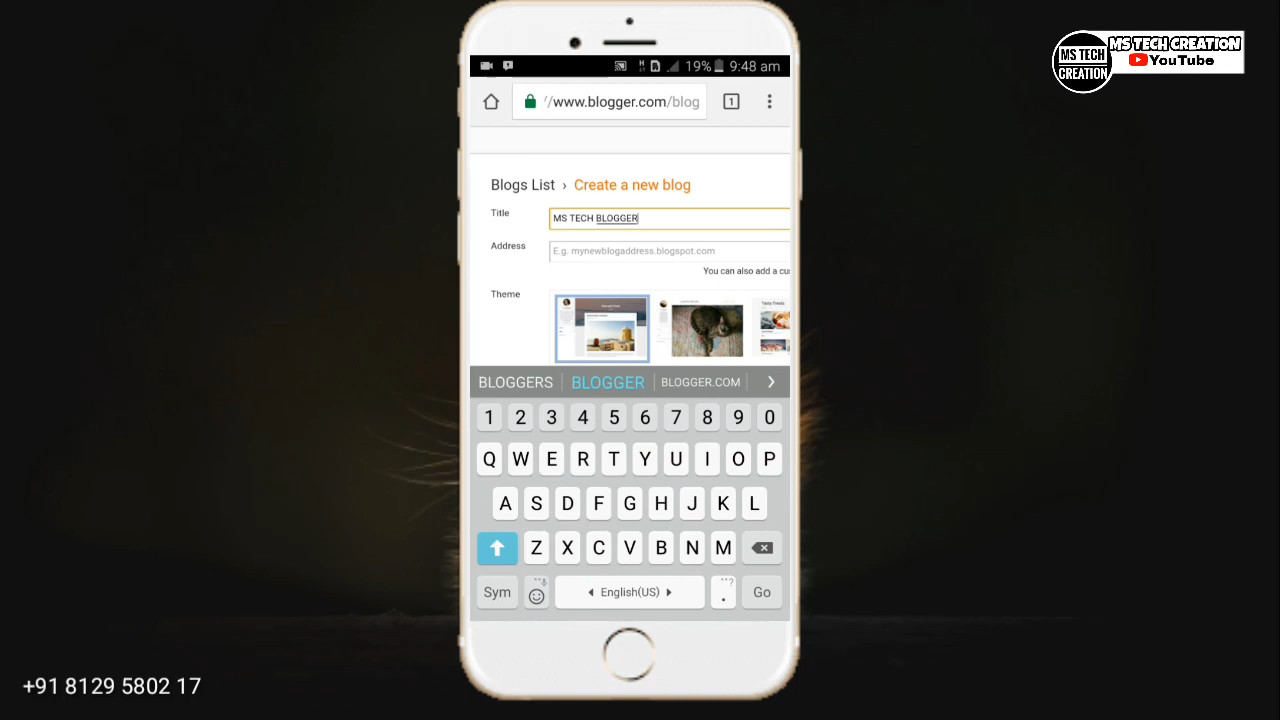 MS TECH CREATION
MS TECH
CREATION
YouTube
19% 9:48 am
//www.blogger.com/blog
1
Blogs List › Create a new blog
Title
MS TECH BLOGGER
Address
E.g. mynewblogaddress.blogspot.com
You can also add a cu
Theme
BLOGGERS BLOGGER BLOGGER.COM
1 2 3 4 5 6 7 8 9 0
Q W E R T Y U I O P
A S D F G H J K L
Z X C V B N M
Sym English(US) . Go
+91 8129 5802 17